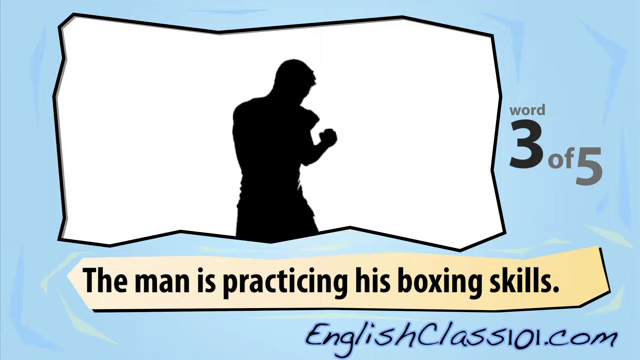 word
3 of 5
The man is practicing his boxing skills.
EnglishClass101.com